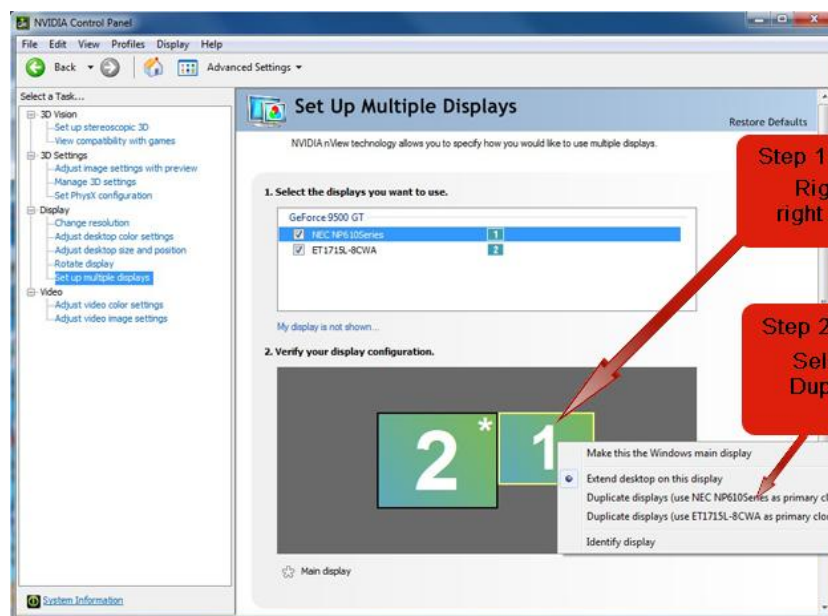 NVIDIA Control Panel
File Edit View Profiles Display Help
Back Advanced Settings
Select a Task...
3D Vision
Set up stereoscopic 3D
View compatibility with games
3D Settings
Adjust image settings with preview
Manage 3D settings
Set PhysX configuration
Display
Change resolution
Adjust desktop color settings
Adjust desktop size and position
Rotate display
Set up multiple displays
Video
Adjust video color settings
Adjust video image settings
System Information
Set Up Multiple Displays
Restore Defaults
NVIDIA nView technology allows you to specify how you would like to use multiple displays.
1. Select the displays you want to use.
GeForce 9500 GT
NEC NP610Series 1
ET1715L-8CWA 2
My display is not shown...
2. Verify your display configuration.
2 * 1
Make this the Windows main display
Extend desktop on this display
Duplicate displays (use NEC NP610Series as primary
Duplicate displays (use ET1715L-8CWA as primary
Identify display
Main display
Step 1
right
Step 2